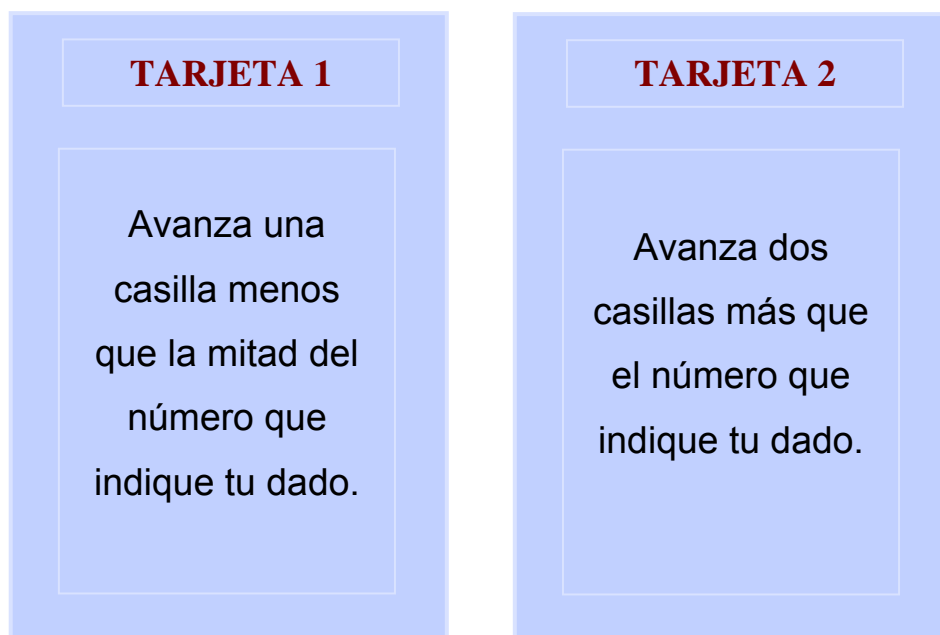 TARJETA 1
Avanza una
casilla menos
que la mitad del
número que
indique tu dado.
TARJETA 2
Avanza dos
casillas más que
el número que
indique tu dado.